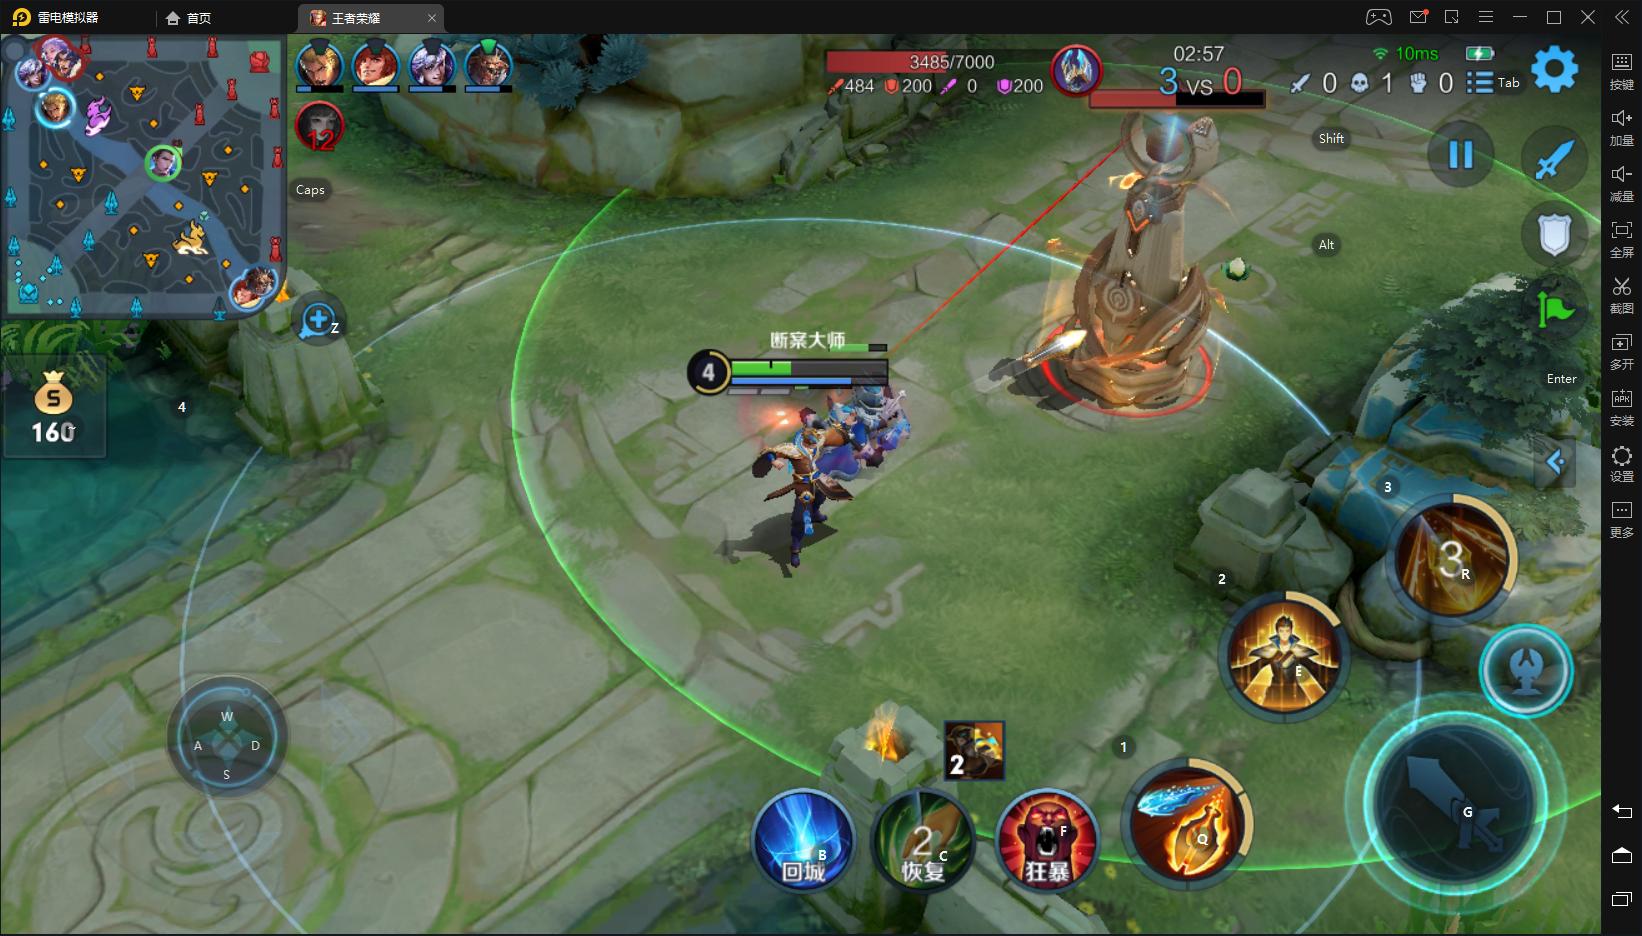 雷电模拟器
首页
王者荣耀
3485/7000
484
200
0
200
02:57
3 VS 0
10ms
0
1
0
Tab
12
Caps
Shift
Alt
Z
4
160
断案大师
4
Enter
3
3
R
2
E
W
A
D
S
2
1
回城
B
2
恢复
C
狂暴
F
Q
G
按键
加量
减量
全屏
截图
多开
APK
安装
设置
更多